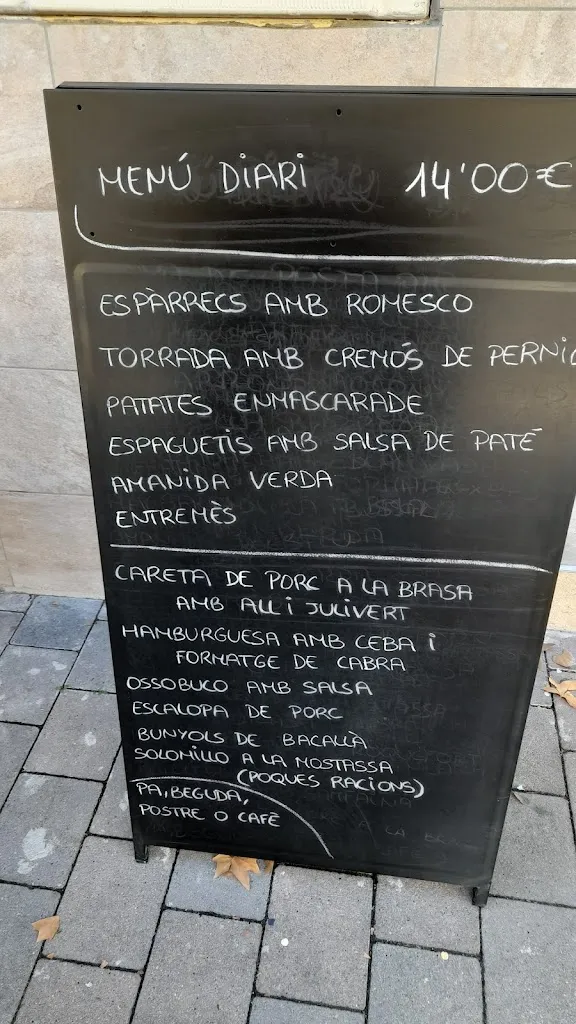 MENÚ DIARI 14'00€
ESPÀRRECS AMB ROMESCO
TORRADA AMB CREMÓS DE PERNIC
PATATES ENMASCARADE
ESPAGUETIS AMB SALSA DE PATÉ
AMANIDA VERDA
ENTREMÈS
CARETA DE PORC A LA BRASA
AMB ALL i JULIVERT
HAMBURGUESA AMB CEBA i
FORMATGE DE CABRA
OSSOBUCO AMB SALSA
ESCALOPA DE PORC
BUNYOLS DE BACALLÀ
SOLOMILLO A LA MOSTASSA
(POQUES RACIONS)
PA, BEGUDA,
POSTRE O CAFÈ